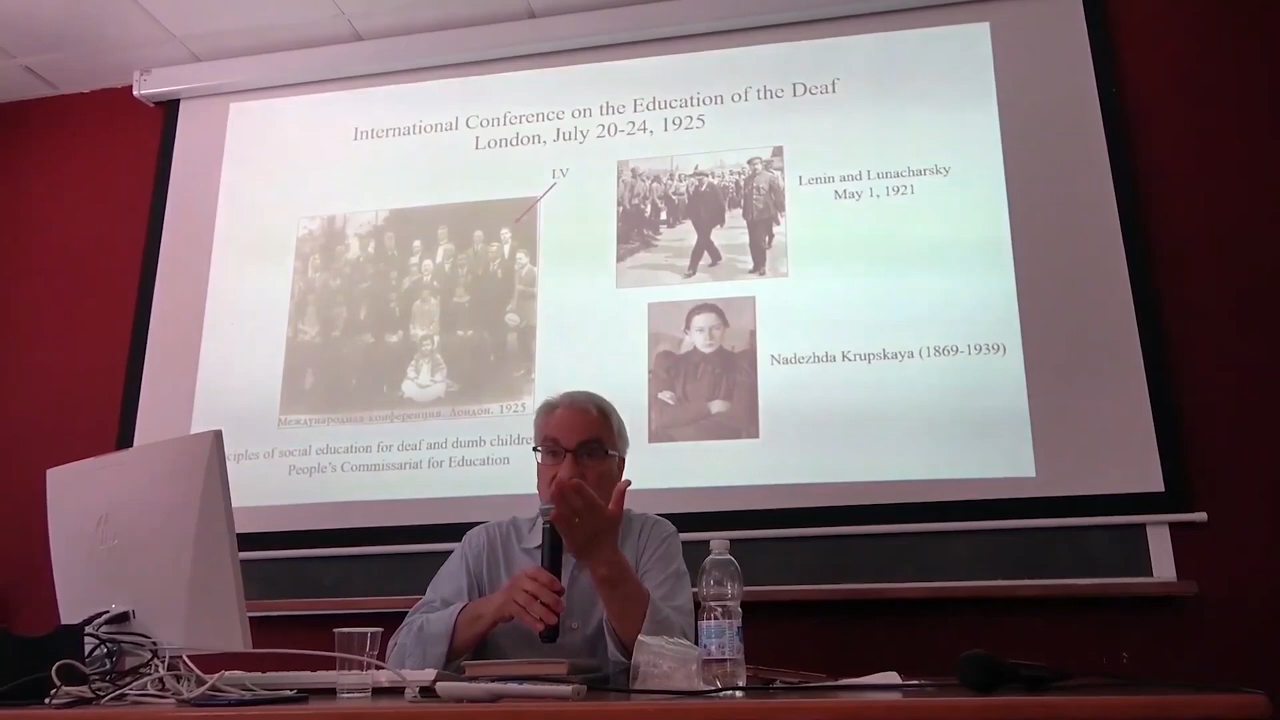 International Conference on the Education of the Deaf
London, July 20-24, 1925
LV
Lenin and Lunacharsky
May 1, 1921
Nadezhda Krupskaya (1869-1939)
Международная конференция. Лондон. 1925
of social education for deaf and dumb
People's Commissariat for Education